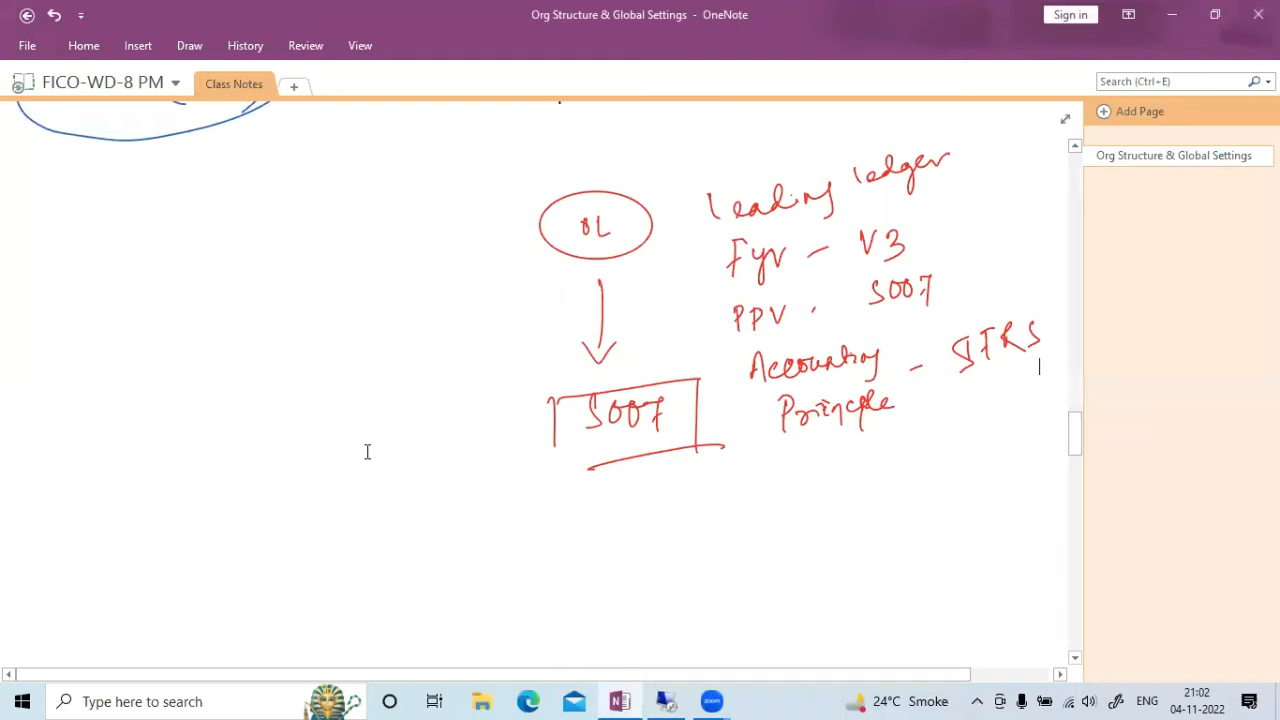 Org Structure & Global Settings - OneNote
Sign in
File Home Insert Draw History Review View
FICO-WD-8 PM
Class Notes
Search (Ctrl+E)
Add Page
Org Structure & Global Settings
0L
Leading ledger
Fyv - V3
PPV - S007
Accounting - IFRS
Principle
S007
Type here to search
24°C Smoke
ENG
21:02
04-11-2022
zoom